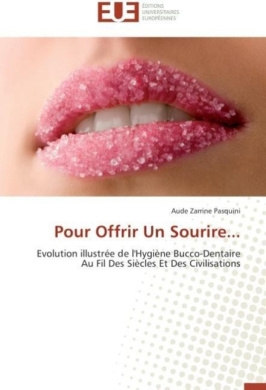 EUE
ÉDITIONS
UNIVERSITAIRES
EUROPÉENNES
Aude Zarrine Pasquini
Pour Offrir Un Sourire...
Evolution illustrée de l'Hygiène Bucco-Dentaire
Au Fil Des Siècles Et Des Civilisations